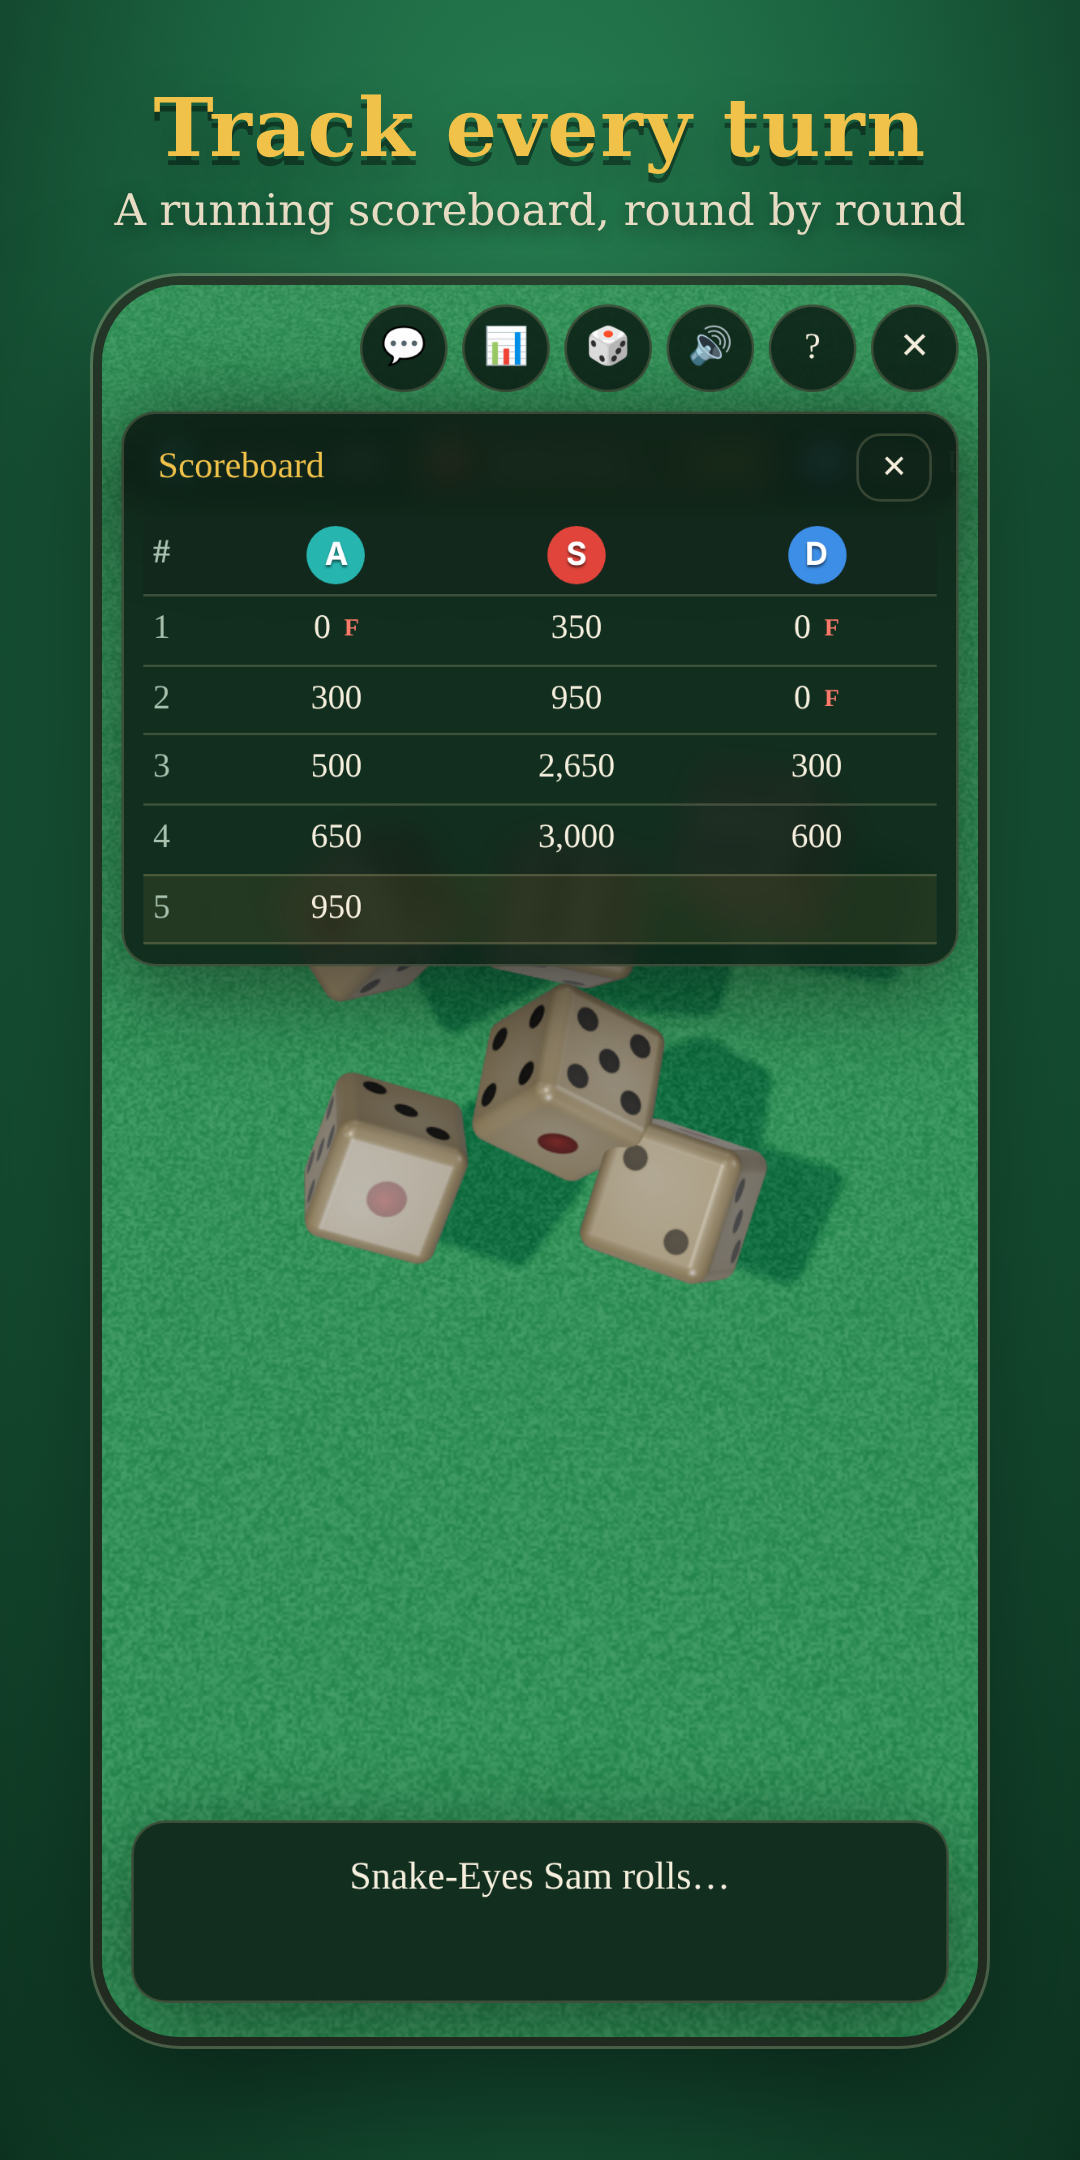 Track every turn
A running scoreboard, round by round
?
✕
Scoreboard
✕
# A S D
1 0 F 350 0 F
2 300 950 0 F
3 500 2,650 300
4 650 3,000 600
5 950
Snake-Eyes Sam rolls…